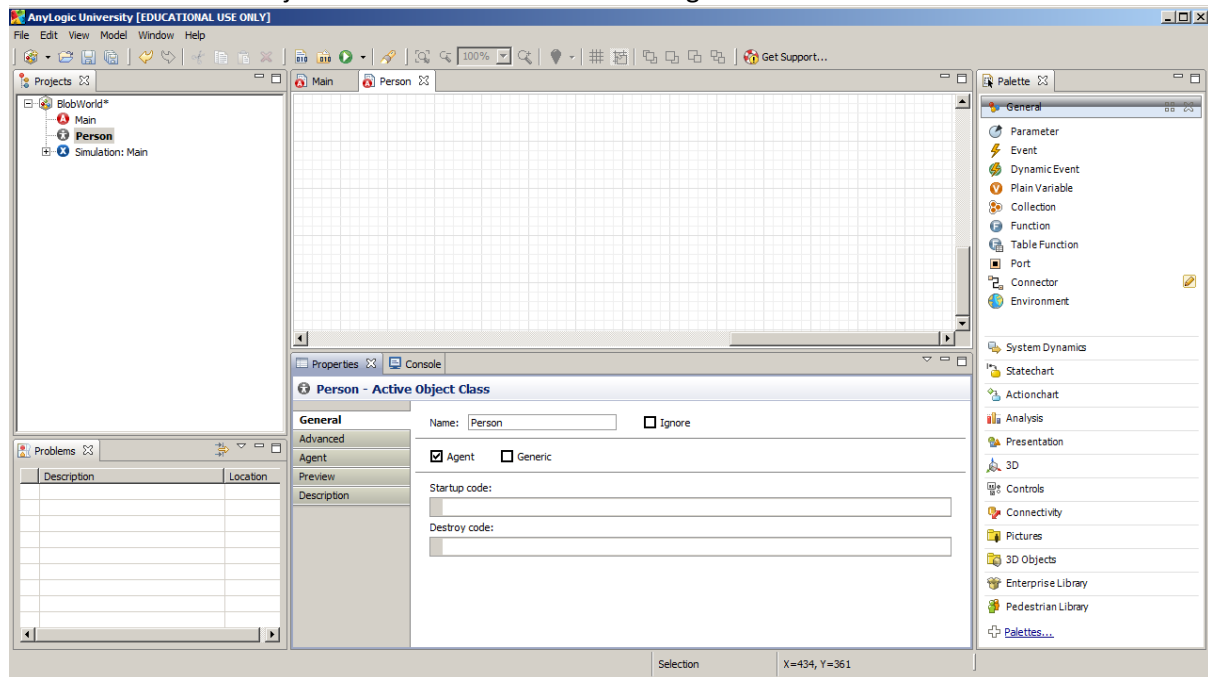 AnyLogic University [EDUCATIONAL USE ONLY]
File Edit View Model Window Help
100%
Get Support...
Projects
BlobWorld*
Main
Person
Simulation: Main
Problems
Description Location
Main Person
Properties Console
Person - Active Object Class
General
Advanced
Agent
Preview
Description
Name: Person Ignore
Agent Generic
Startup code:
Destroy code:
Palette
General
Parameter
Event
Dynamic Event
Plain Variable
Collection
Function
Table Function
Port
Connector
Environment
System Dynamics
Statechart
Actionchart
Analysis
Presentation
3D
Controls
Connectivity
Pictures
3D Objects
Enterprise Library
Pedestrian Library
Palettes...
Selection X=434, Y=361